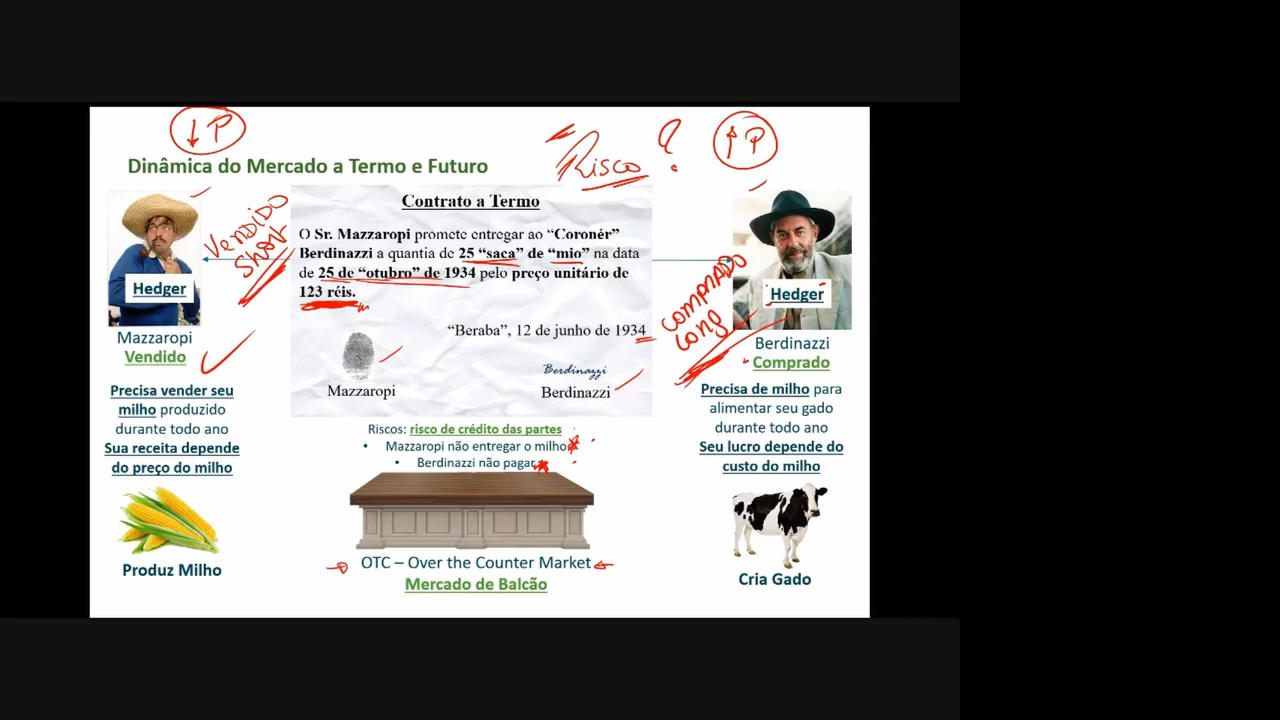 ↓P
Risco ?
↑P
Dinâmica do Mercado a Termo e Futuro
VENDIDO
Short
Hedger
Mazzaropi
Vendido
Precisa vender seu
milho produzido
durante todo ano
Sua receita depende
do preço do milho
Produz Milho
Contrato a Termo
O Sr. Mazzaropi promete entregar ao “Coronér”
Berdinazzi a quantia de 25 “saca” de “mio” na data
de 25 de “otubro” de 1934 pelo preço unitário de
123 réis.
“Beraba”, 12 de junho de 1934
Berdinazzi
Mazzaropi
Berdinazzi
Riscos: risco de crédito das partes
• Mazzaropi não entregar o milho
• Berdinazzi não pagar
OTC – Over the Counter Market
Mercado de Balcão
COMPRADO
Long
Hedger
Berdinazzi
Comprado
Precisa de milho para
alimentar seu gado
durante todo ano
Seu lucro depende do
custo do milho
Cria Gado